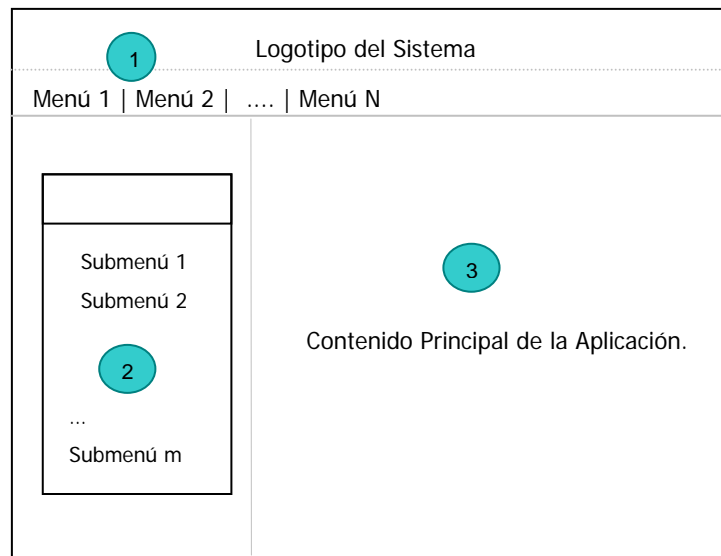 1
Logotipo del Sistema
Menú 1 | Menú 2 | .... | Menú N
Submenú 1
Submenú 2
2
...
Submenú m
3
Contenido Principal de la Aplicación.